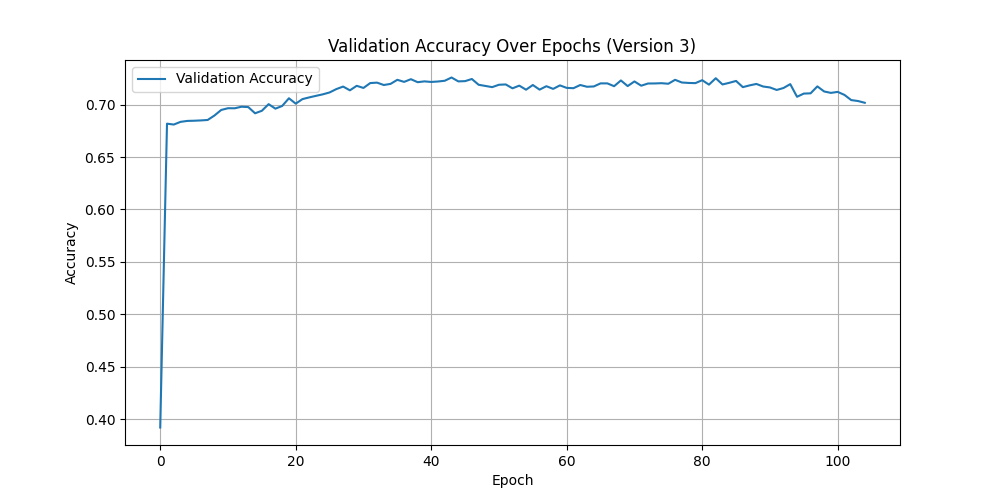 Validation Accuracy Over Epochs (Version 3)
Validation Accuracy
0.70
0.65
0.60
0.55
0.50
0.45
0.40
Accuracy
0 20 40 60 80 100
Epoch